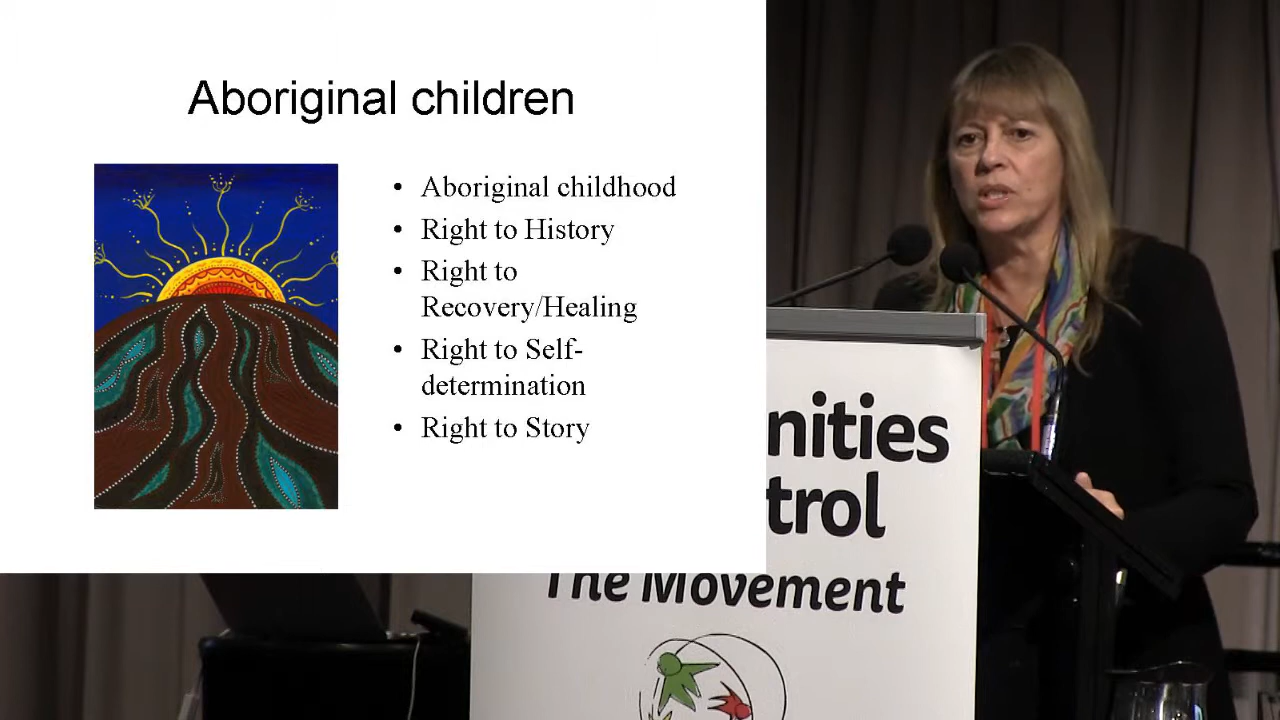 Aboriginal children
• Aboriginal childhood
• Right to History
• Right to
Recovery/Healing
• Right to Self-
determination
• Right to Story
nities
trol
The Movement